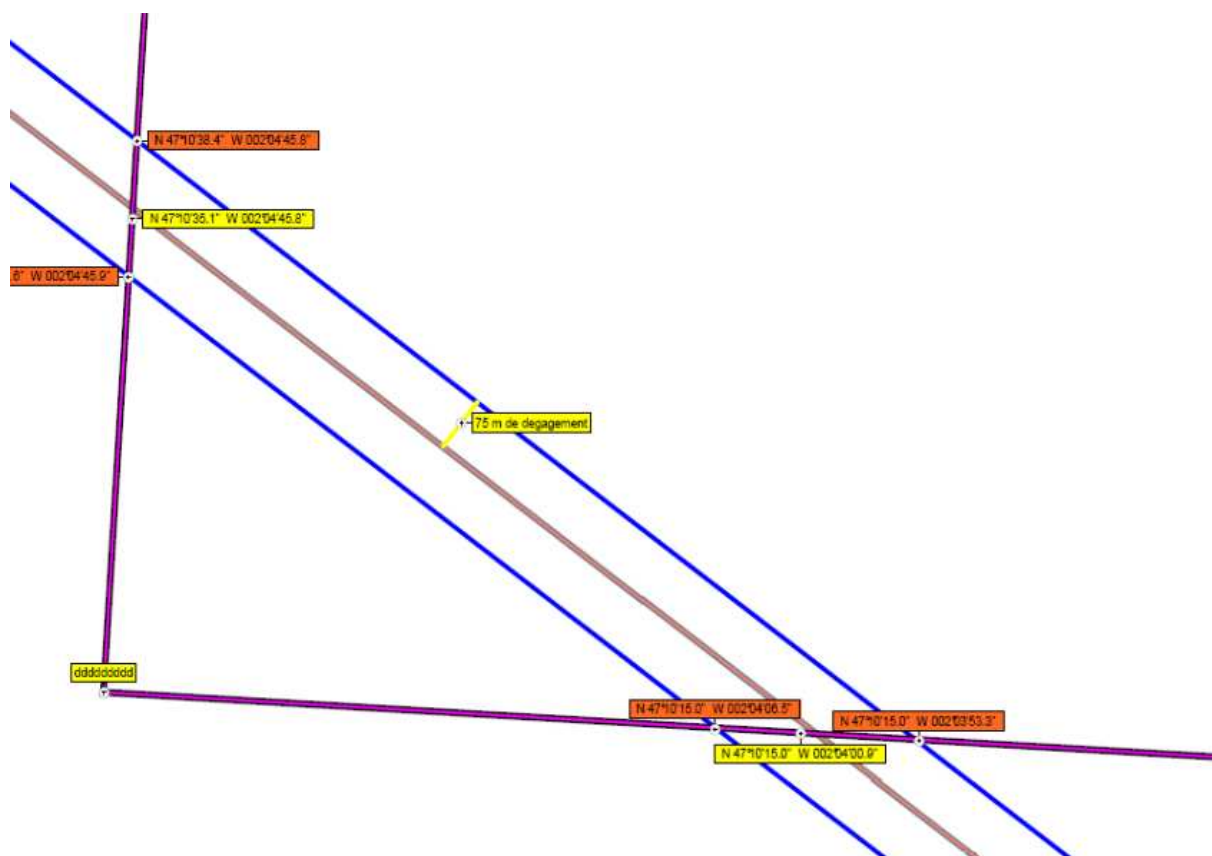 N 47°10'38.4" W 002°04'45.8"
N 47°10'35.1" W 002°04'45.8"
.6" W 002°04'45.9"
75 m de degagement
ddddddddd
N 47°10'15.0" W 002°04'06.5"
N 47°10'15.0" W 002°03'53.3"
N 47°10'15.0" W 002°04'00.9"